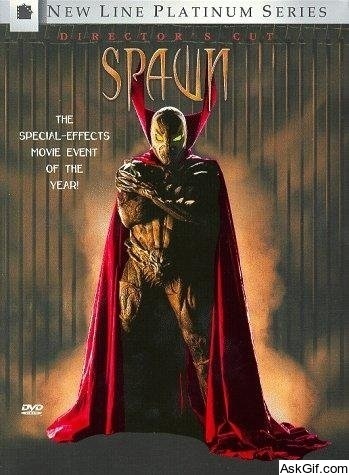 NEW LINE PLATINUM SERIES
DIRECTOR'S CUT
SPAWN
THE
SPECIAL-EFFECTS
MOVIE EVENT
OF THE
YEAR!
DVD
AskGif.com